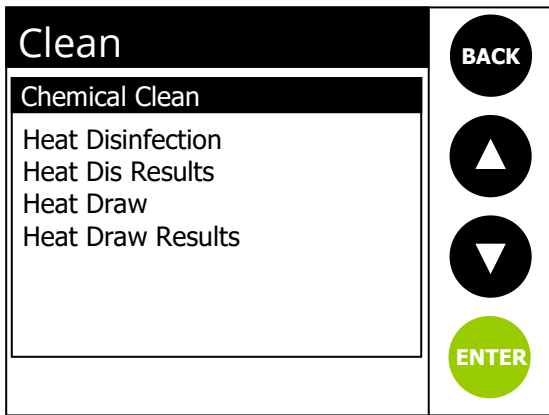 Clean
BACK
Chemical Clean
Heat Disinfection
Heat Dis Results
Heat Draw
Heat Draw Results
ENTER